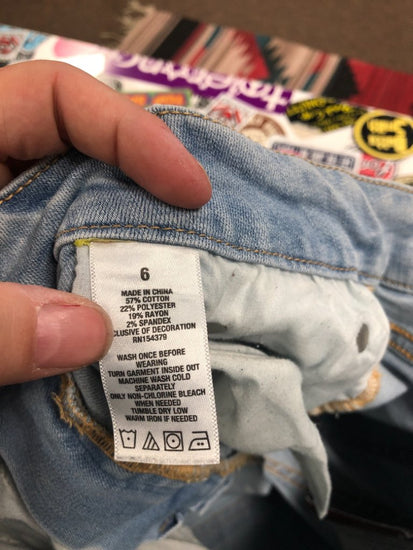 6
MADE IN CHINA
57% COTTON
22% POLYESTER
19% RAYON
2% SPANDEX
CLUSIVE OF DECORATION
RN154379
WASH ONCE BEFORE
WEARING
TURN GARMENT INSIDE OUT
MACHINE WASH COLD
SEPARATELY
ONLY NON-CHLORINE BLEACH
WHEN NEEDED
TUMBLE DRY LOW
WARM IRON IF NEEDED